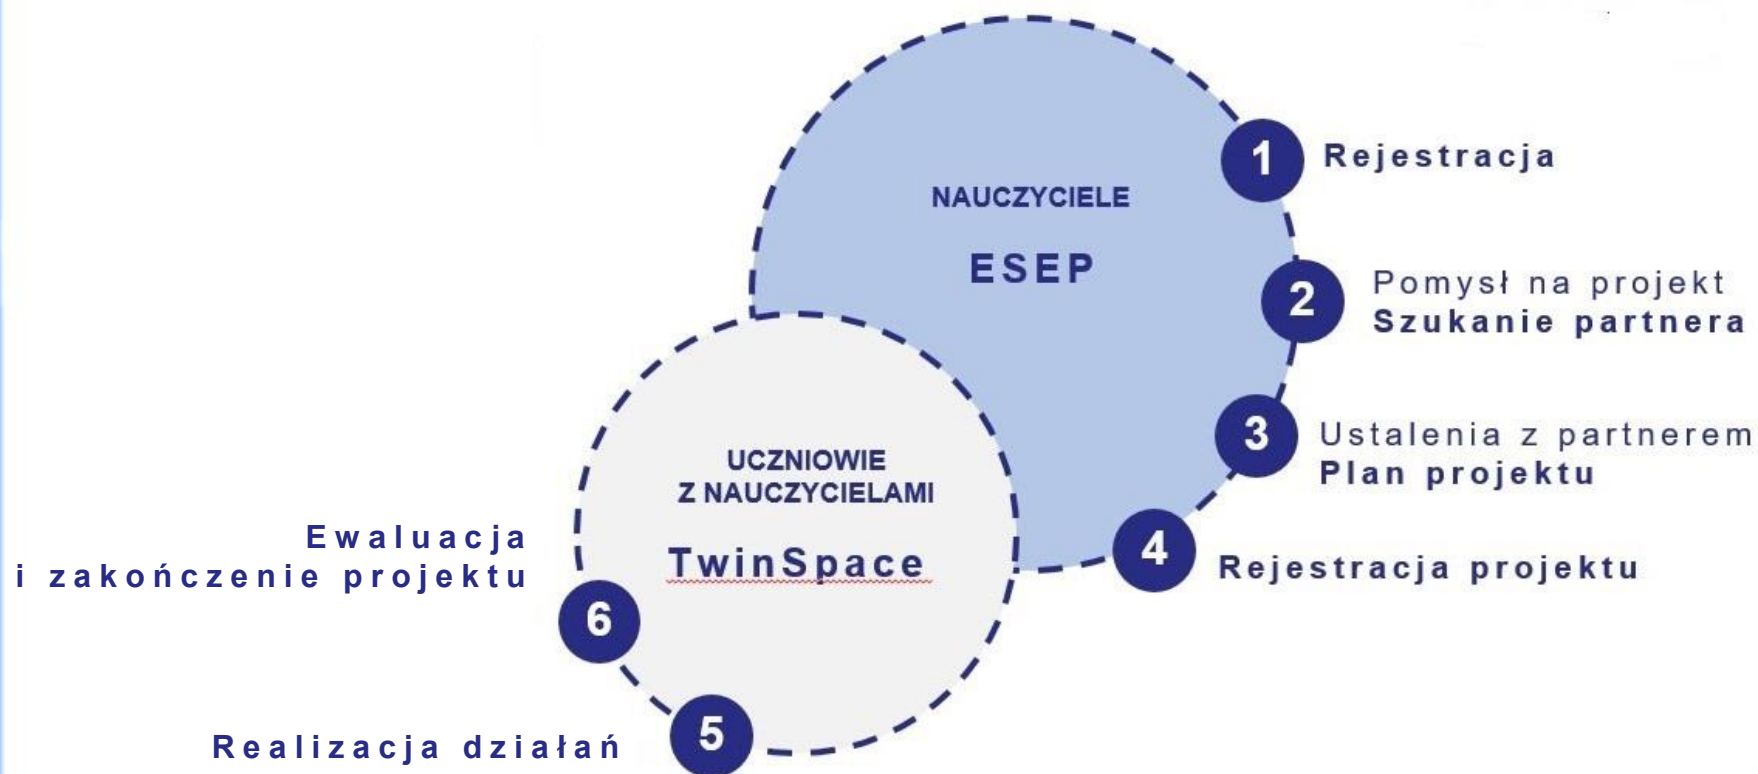 NAUCZYCIELE
ESEP
1
Rejestracja
2
Pomysł na projekt
Szukanie partnera
3
Ustalenia z partnerem
Plan projektu
4
Rejestracja projektu
UCZNIOWIE
Z NAUCZYCIELAMI
TwinSpace
5
Realizacja działań
6
Ewaluacja
i zakończenie projektu